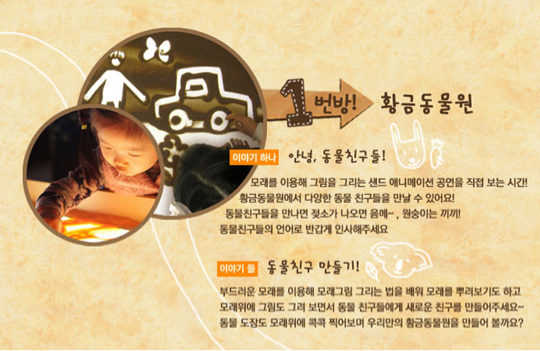 1번방! 황금동물원
이야기 하나 안녕, 동물친구들!
모래를 이용해 그림을 그리는 샌드 애니메이션 공연을 직접 보는 시간!
황금동물원에서 다양한 동물 친구들을 만날 수 있어요!
동물친구들을 만나면 젖소가 나오면 음메~, 원숭이는 끼끼!
동물친구들의 언어로 반갑게 인사해주세요
이야기 둘 동물친구 만들기!
부드러운 모래를 이용해 모래그림 그리는 법을 배워 모래를 뿌려보기도 하고
모래위에 그림도 그려 보면서 동물 친구들에게 새로운 친구를 만들어주세요~
동물 도장도 모래위에 콕콕 찍어보며 우리만의 황금동물원을 만들어 볼까요?